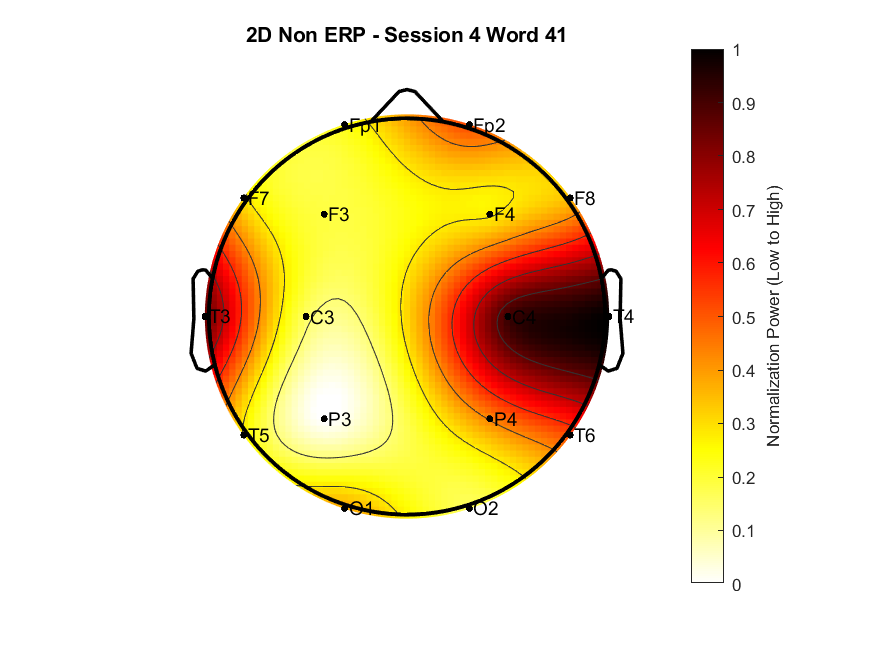 2D Non ERP - Session 4 Word 41
Fp1 Fp2
F7 F8
F3 F4
T3 C3 C4 T4
P3 P4
T5 T6
O1 O2
1
0.9
0.8
0.7
0.6
0.5
0.4
0.3
0.2
0.1
0
Normalization Power (Low to High)